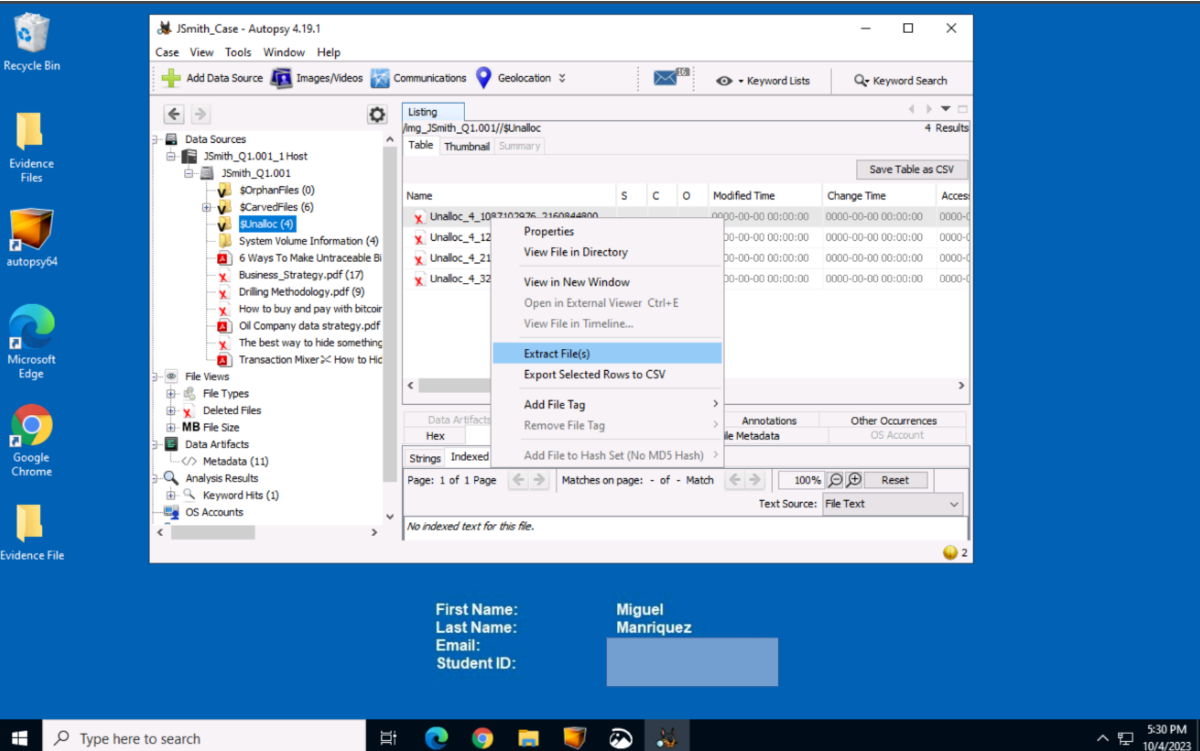 Recycle Bin
Evidence
Files
autopsy64
Microsoft
Edge
Google
Chrome
Evidence File
JSmith_Case - Autopsy 4.19.1
Case View Tools Window Help
Add Data Source Images/Videos Communications Geolocation Keyword Lists Keyword Search
Data Sources
JSmith_Q1.001_1 Host
JSmith_Q1.001
$OrphanFiles (0)
$CarvedFiles (6)
$Unalloc (4)
System Volume Information (4)
6 Ways To Make Untraceable Bi
Business_Strategy.pdf (17)
Drilling Methodology.pdf (9)
How to buy and pay with bitcoir
Oil Company data strategy.pdf
The best way to hide something
Transaction Mixer How to Hid
File Views
File Types
Deleted Files
MB File Size
Data Artifacts
Metadata (11)
Analysis Results
Keyword Hits (1)
OS Accounts
Listing
/img_JSmith_Q1.001//$Unalloc 4 Results
Table Thumbnail Summary
Save Table as CSV
Name S C O Modified Time Change Time Access
Unalloc_4_1087102976_2160844800 0000-00-00 00:00:00 0000-00-00 00:00:00 0000-0
Unalloc_4_12 00-00-00 00:00:00 0000-00-00 00:00:00 0000-0
Unalloc_4_21 00-00-00 00:00:00 0000-00-00 00:00:00 0000-0
Unalloc_4_32 00-00-00 00:00:00 0000-00-00 00:00:00 0000-0
Properties
View File in Directory
View in New Window
Open in External Viewer Ctrl+E
View File in Timeline...
Extract File(s)
Export Selected Rows to CSV
Add File Tag
Remove File Tag
Add File to Hash Set (No MD5 Hash)
Data Artifacts Annotations Other Occurrences
Hex ile Metadata OS Account
Strings Indexed
Page: 1 of 1 Page Matches on page: - of - Match 100% Reset
Text Source: File Text
No indexed text for this file.
2
First Name: Miguel
Last Name: Manriquez
Email:
Student ID:
Type here to search
5:30 PM
10/4/2023